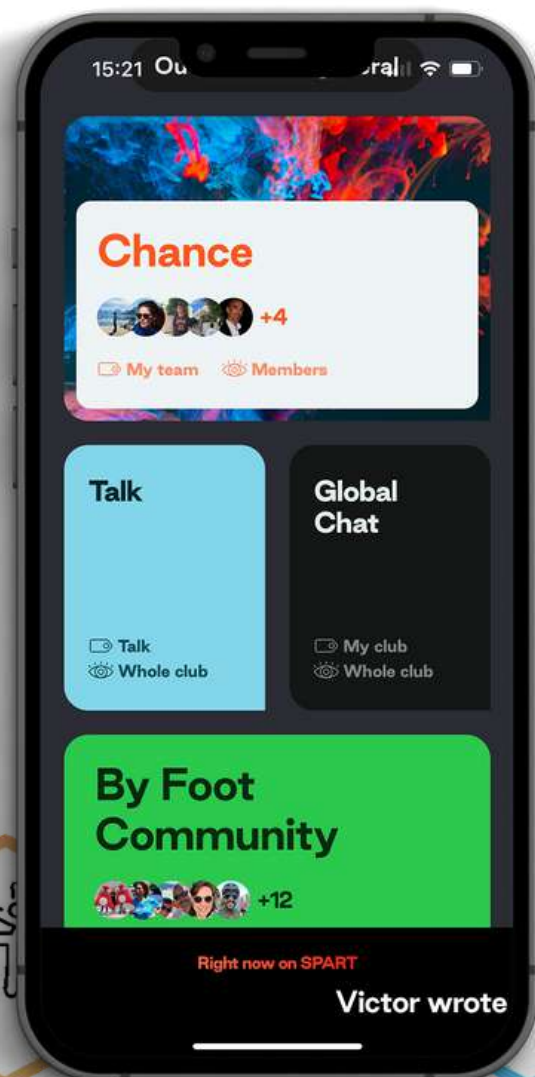 15:21
Chance
+4
My team Members
Talk
Global
Chat
Talk
Whole club
My club
Whole club
By Foot
Community
+12
Right now on SPART
Victor wrote